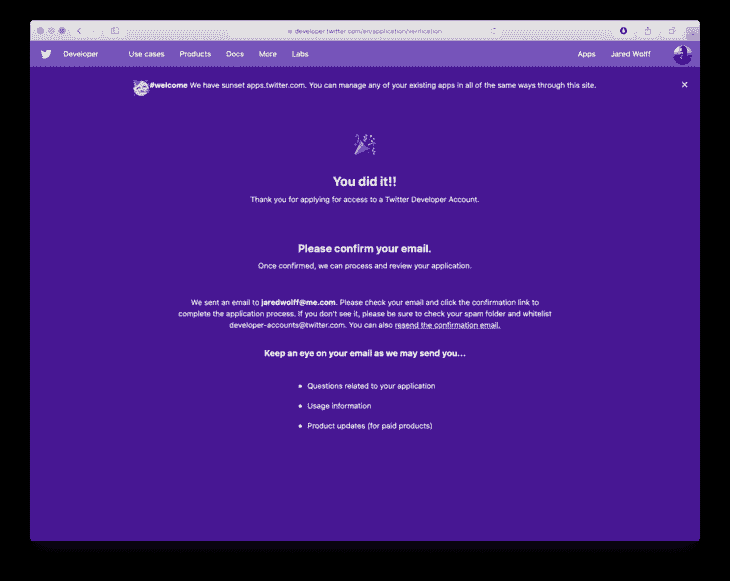 developer.twitter.com/en/application/verification
Developer Use cases Products Docs More Labs Apps Jared Wolff
#welcome We have sunset apps.twitter.com. You can manage any of your existing apps in all of the same ways through this site.
You did it!!
Thank you for applying for access to a Twitter Developer Account.
Please confirm your email.
Once confirmed, we can process and review your application.
We sent an email to jaredwolff@me.com. Please check your email and click the confirmation link to
complete the application process. If you don't see it, please be sure to check your spam folder and whitelist
developer-accounts@twitter.com. You can also resend the confirmation email.
Keep an eye on your email as we may send you...
Questions related to your application
Usage information
Product updates (for paid products)